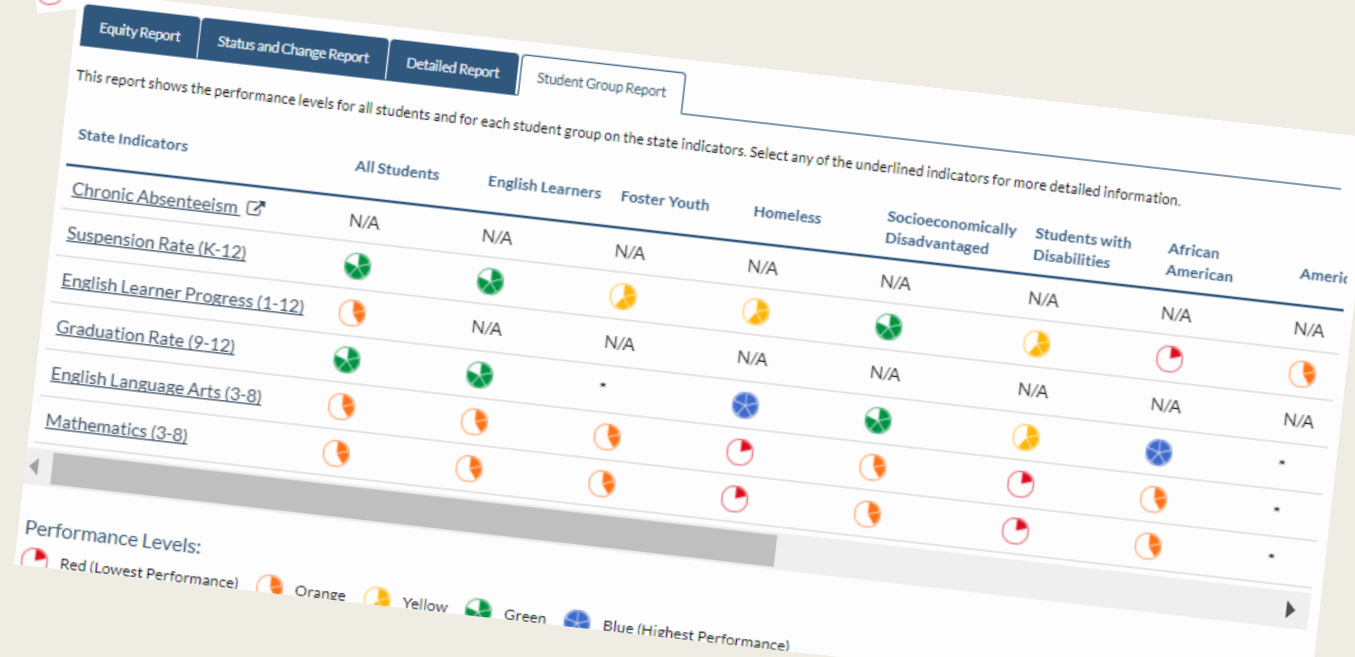 Equity Report
Status and Change Report
Detailed Report
Student Group Report
This report shows the performance levels for all students and for each student group on the state indicators. Select any of the underlined indicators for more detailed information.
State Indicators All Students English Learners Foster Youth Homeless Socioeconomically Disadvantaged Students with Disabilities African American Americ
Chronic Absenteeism N/A N/A N/A N/A N/A N/A N/A N/A
Suspension Rate (K-12)
English Learner Progress (1-12) N/A N/A N/A N/A N/A N/A N/A
Graduation Rate (9-12) * *
English Language Arts (3-8) *
Mathematics (3-8) *
Performance Levels:
Red (Lowest Performance) Orange Yellow Green Blue (Highest Performance)